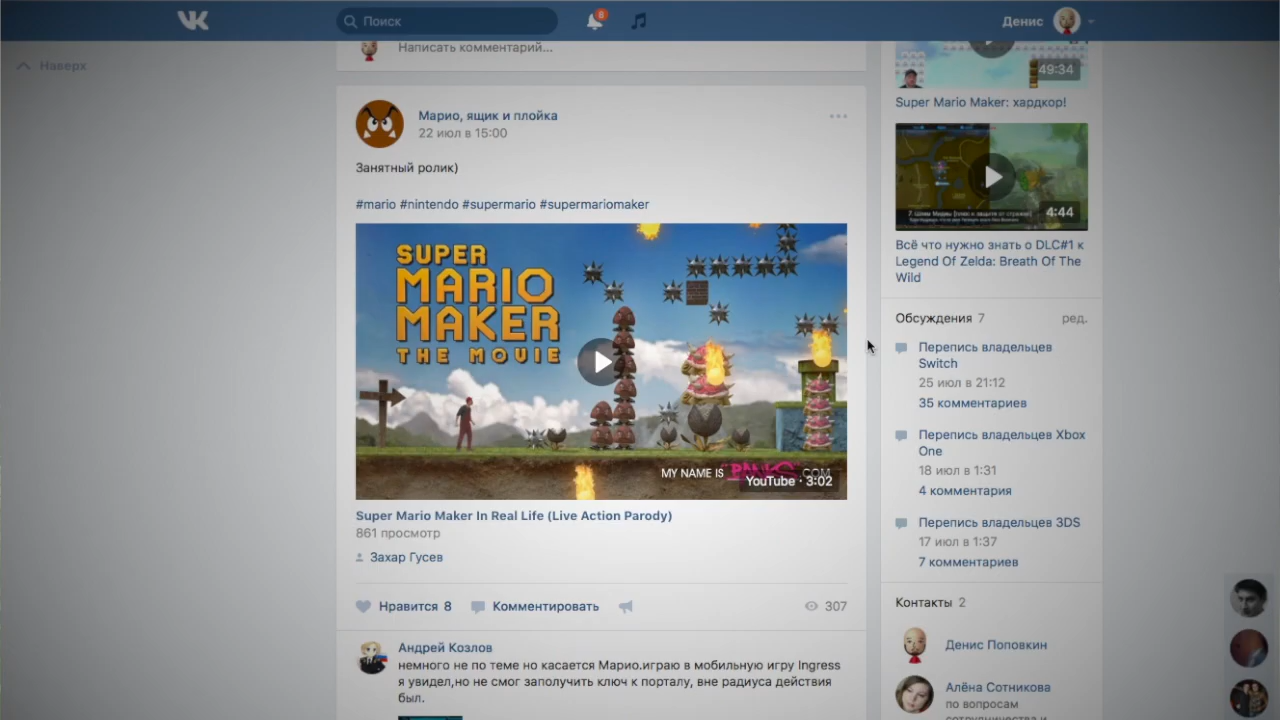 VK
Поиск
8
Денис
Наверх
Написать комментарий...
49:34
Super Mario Maker: хардкор!
Марио, ящик и плойка
22 июл в 15:00
Занятный ролик)
#mario #nintendo #supermario #supermariomaker
SUPER
MARIO
MAKER
THE MOVIE
MY NAME IS
YouTube · 3:02
Super Mario Maker In Real Life (Live Action Parody)
861 просмотр
Захар Гусев
Нравится 8
Комментировать
307
Андрей Козлов
немного не по теме но касается Марио.играю в мобильную игру Ingress
я увидел,но не смог заполучить ключ к порталу, вне радиуса действия
был.
4:44
Всё что нужно знать о DLC#1 к
Legend Of Zelda: Breath Of The
Wild
Обсуждения 7
ред.
Перепись владельцев
Switch
25 июл в 21:12
35 комментариев
Перепись владельцев Xbox
One
18 июл в 1:31
4 комментария
Перепись владельцев 3DS
17 июл в 1:37
7 комментариев
Контакты 2
Денис Поповкин
Алёна Сотникова
по вопросам
сотрудничества и